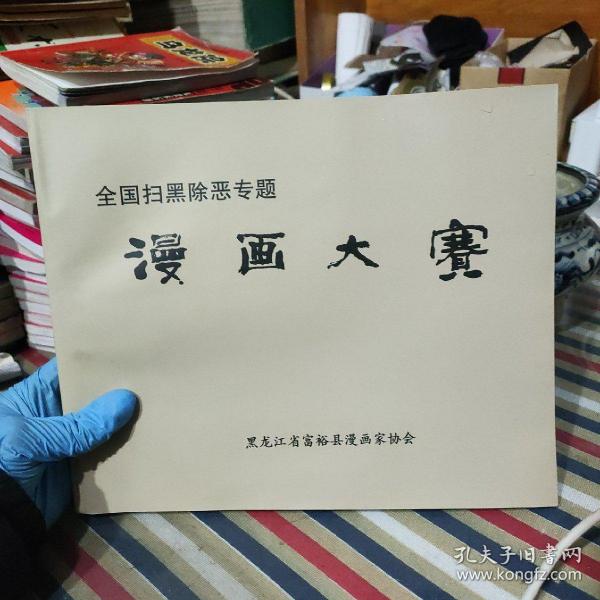 全国扫黑除恶专题
漫画大赛
黑龙江省富裕县漫画家协会
孔夫子旧书网
www.kongfz.com